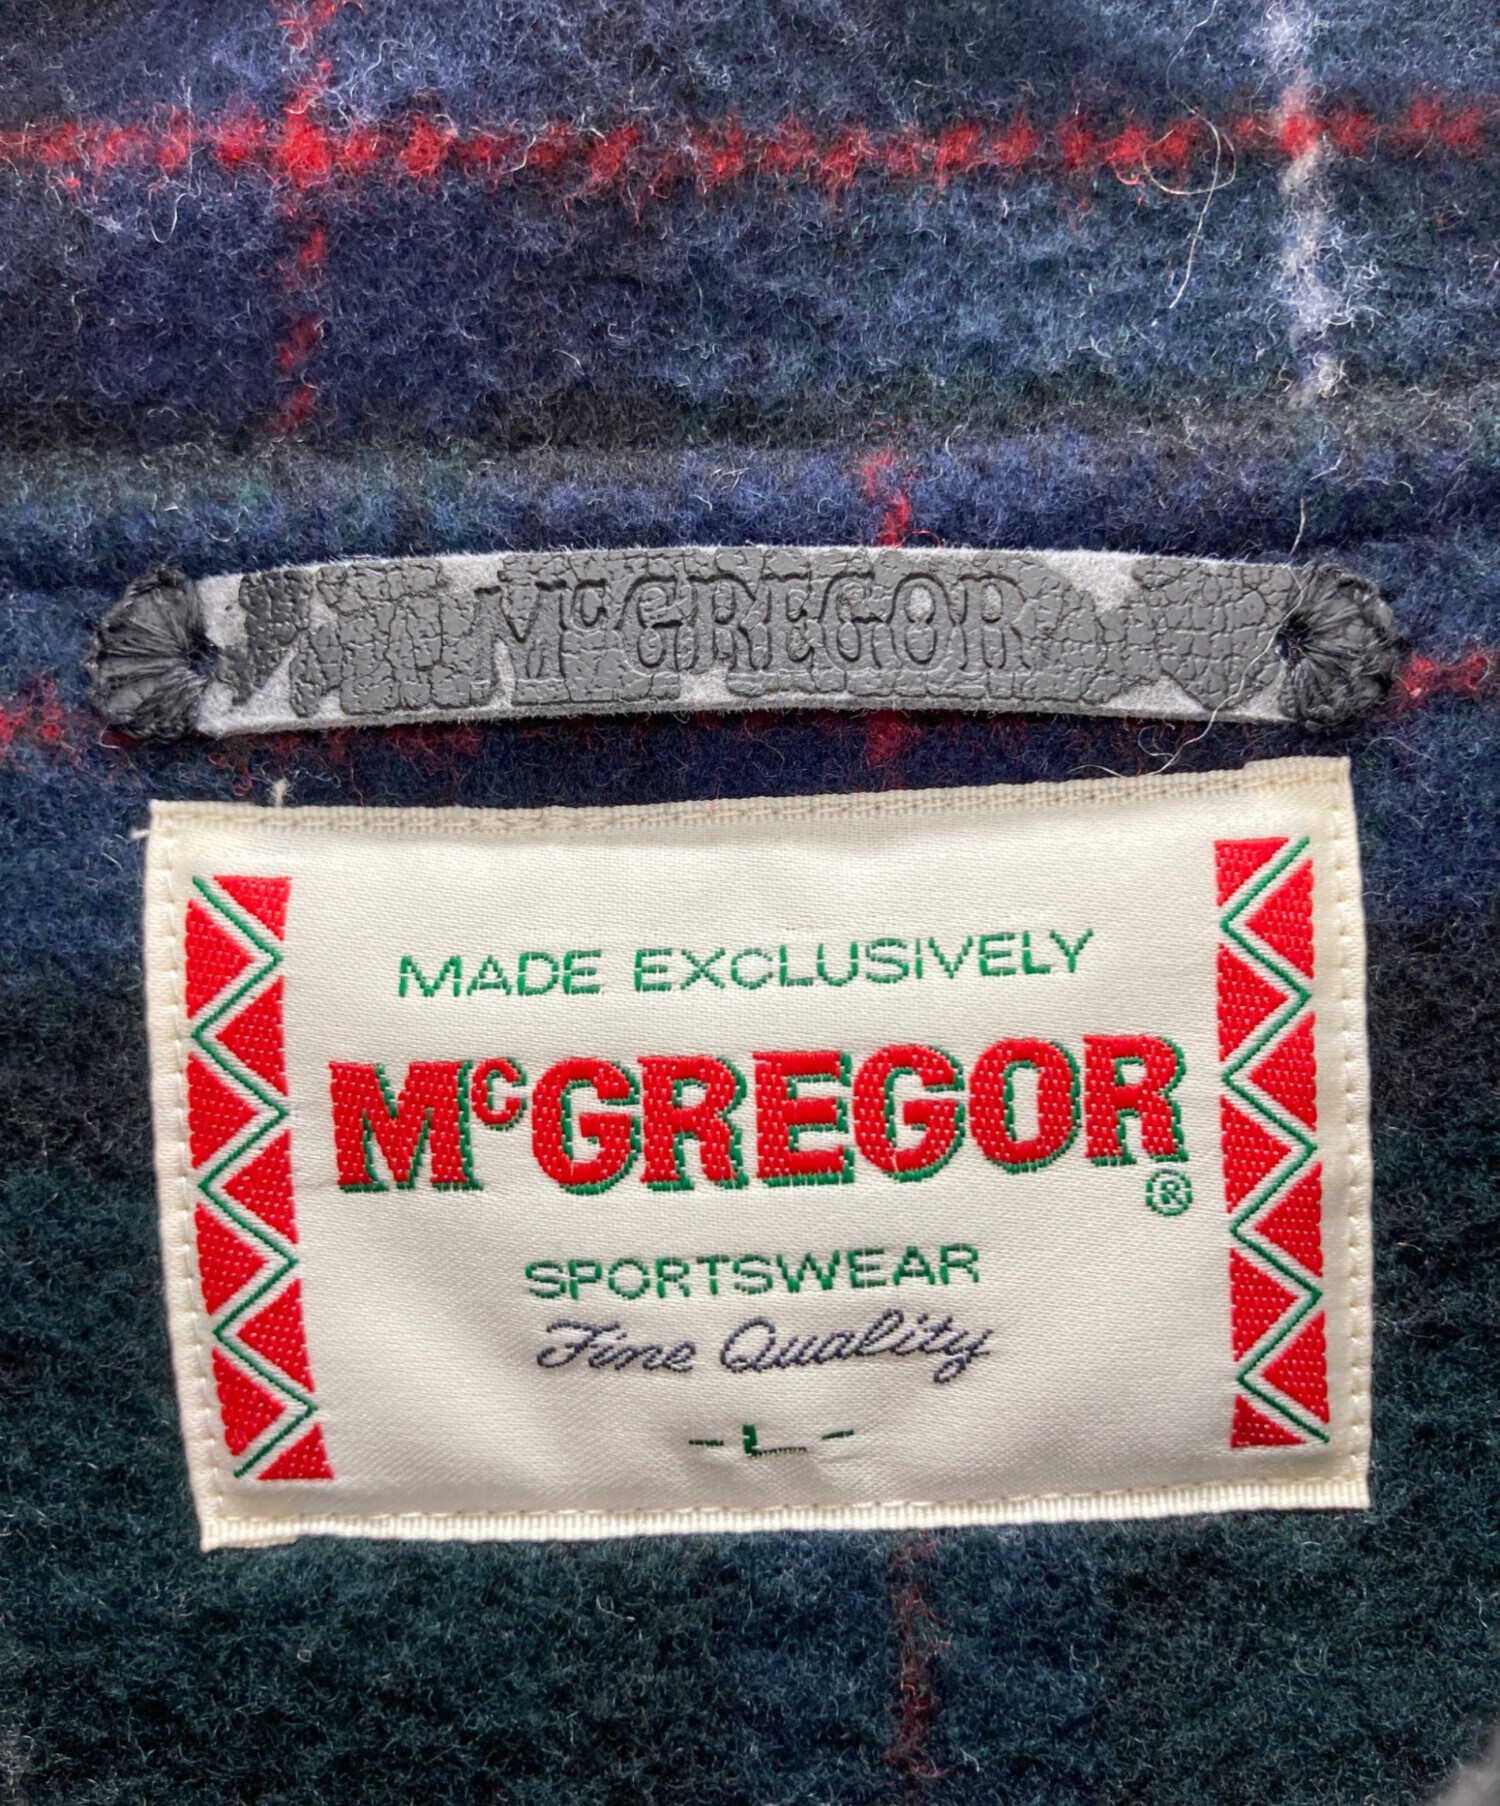 McGREGOR
MADE EXCLUSIVELY
McGREGOR®
SPORTSWEAR
Fine Quality
- L -